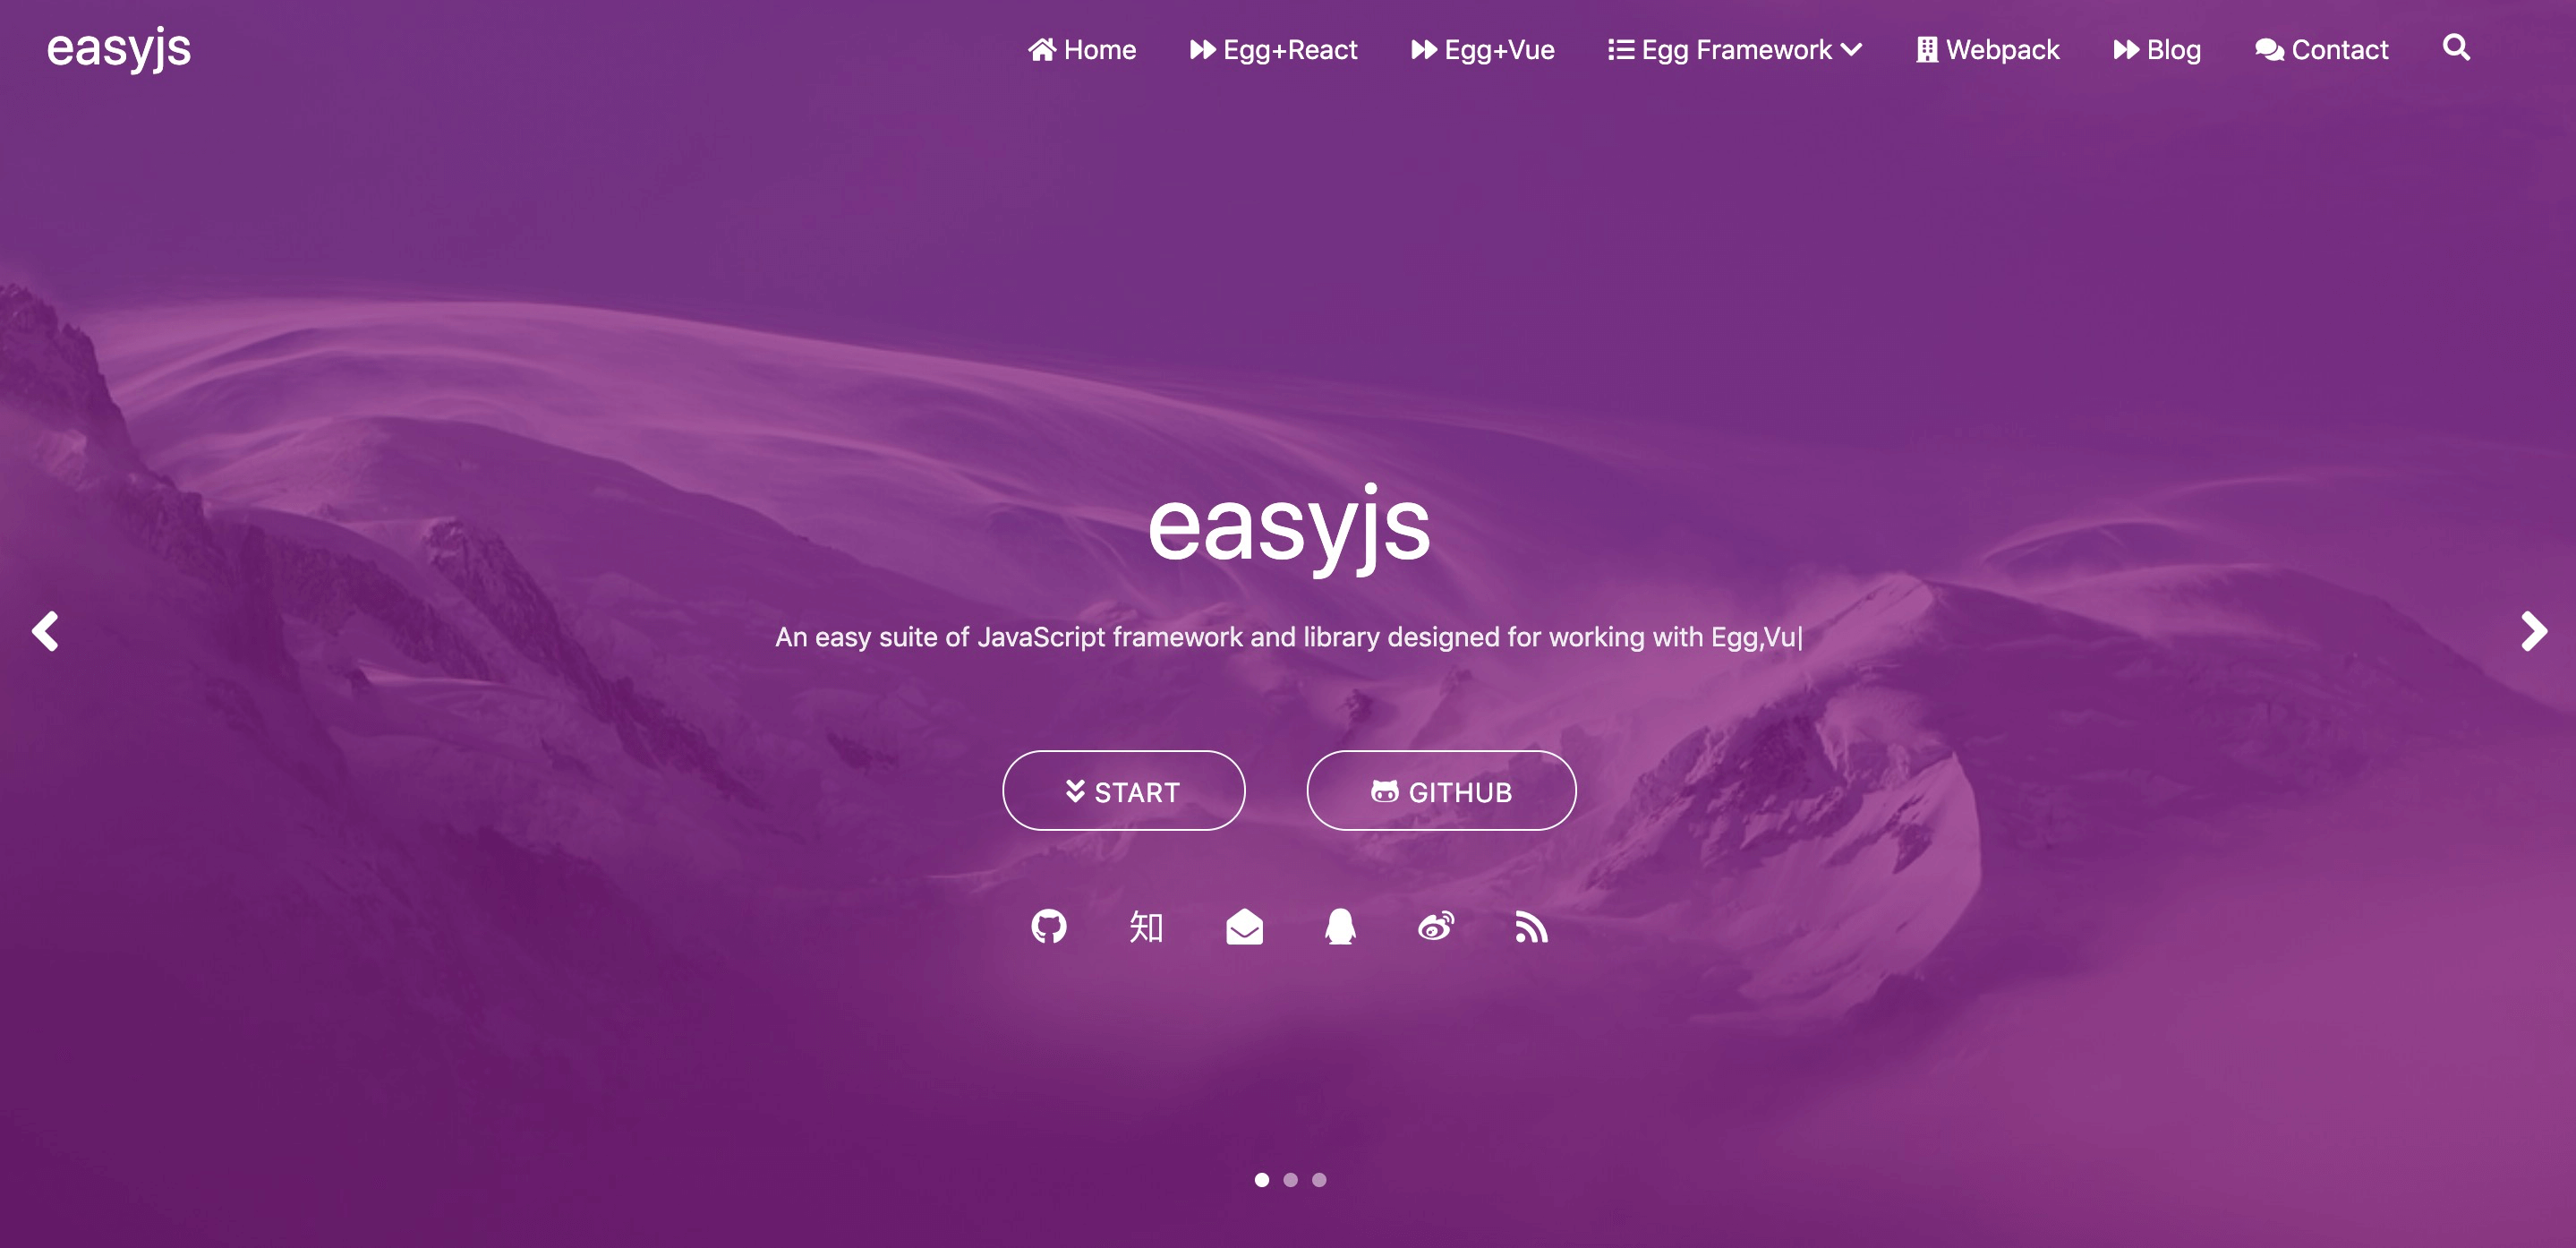 easyjs
Home Egg+React Egg+Vue Egg Framework Webpack Blog Contact
easyjs
An easy suite of JavaScript framework and library designed for working with Egg,Vu|
START GITHUB
知